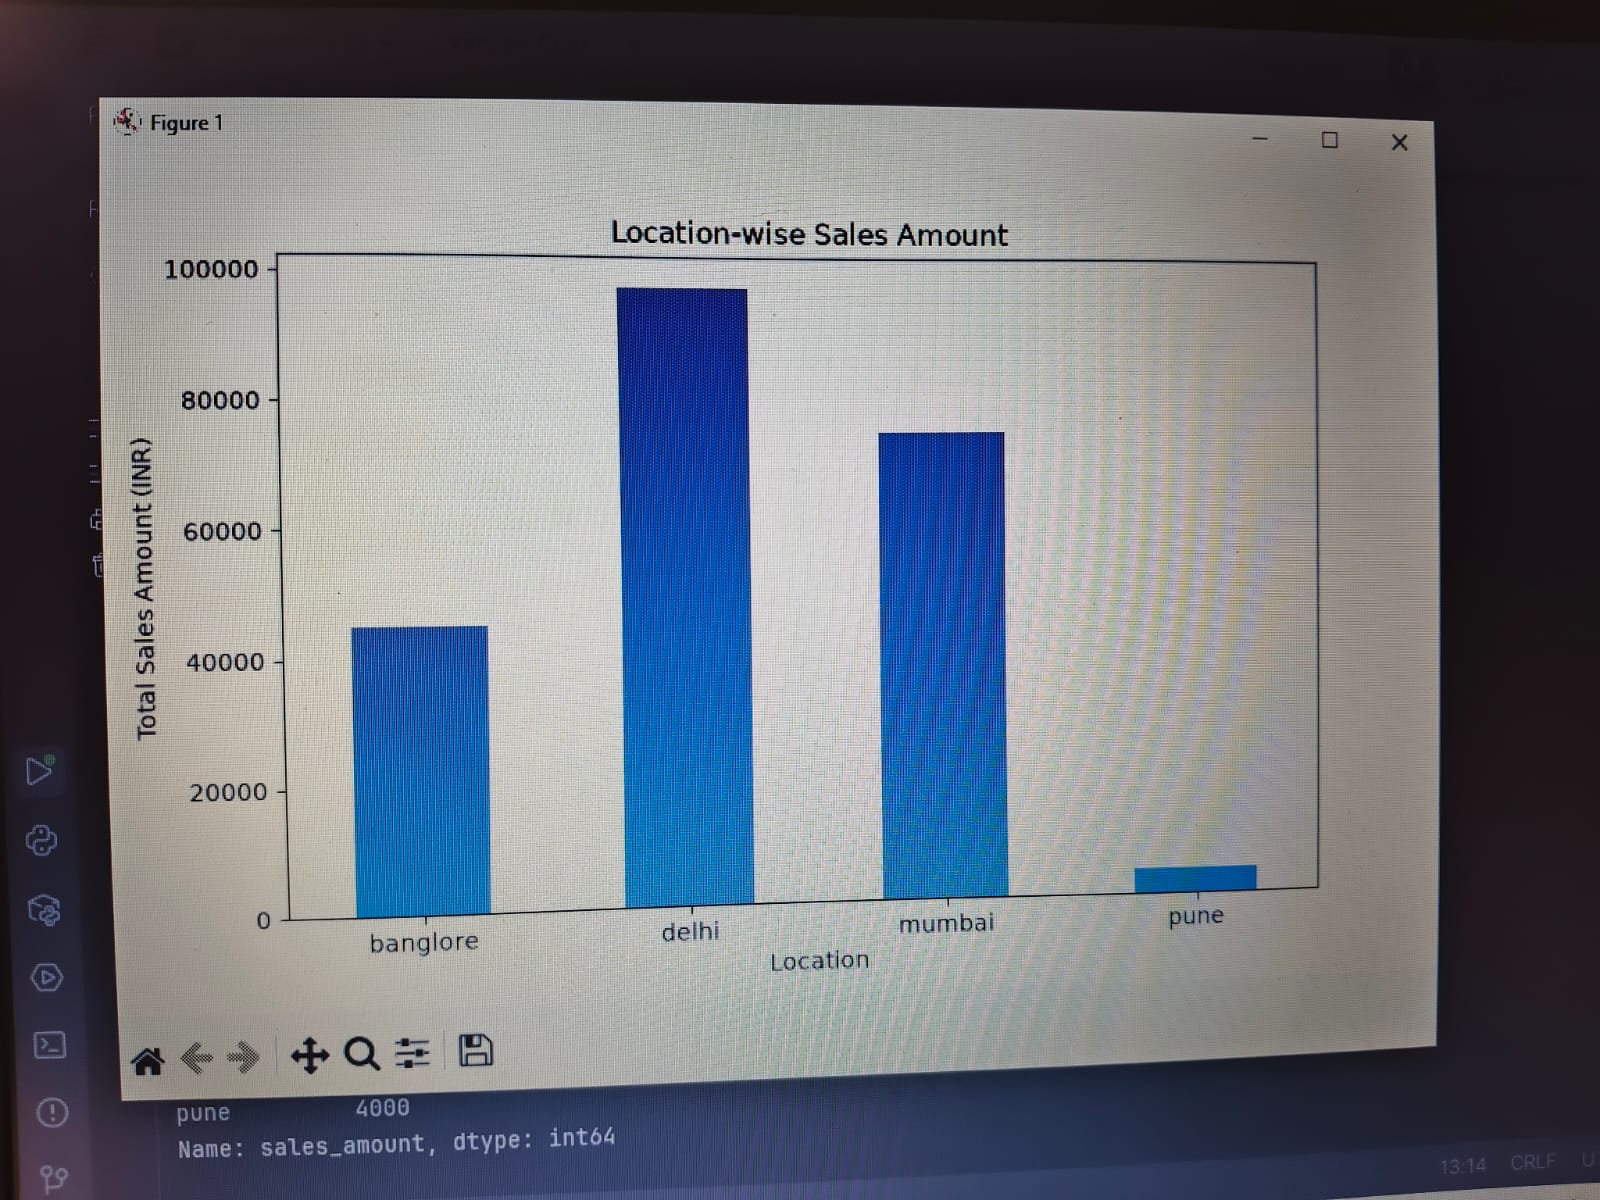 Figure 1
Location-wise Sales Amount
100000
80000
60000
40000
20000
0
Total Sales Amount (INR)
banglore
delhi
mumbai
pune
Location
pune 4000
Name: sales_amount, dtype: int64
13:14 CRLF